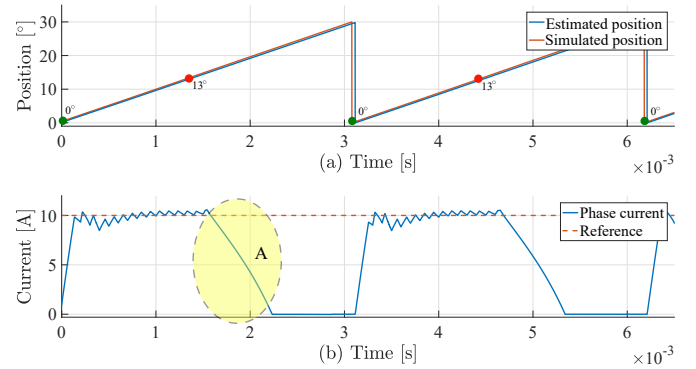 Position [°]
30
20
10
0
0°
13°
0°
13°
0°
Estimated position
Simulated position
0 1 2 3 4 5 6
(a) Time [s]
×10⁻³
Current [A]
10
5
0
A
Phase current
Reference
0 1 2 3 4 5 6
(b) Time [s]
×10⁻³